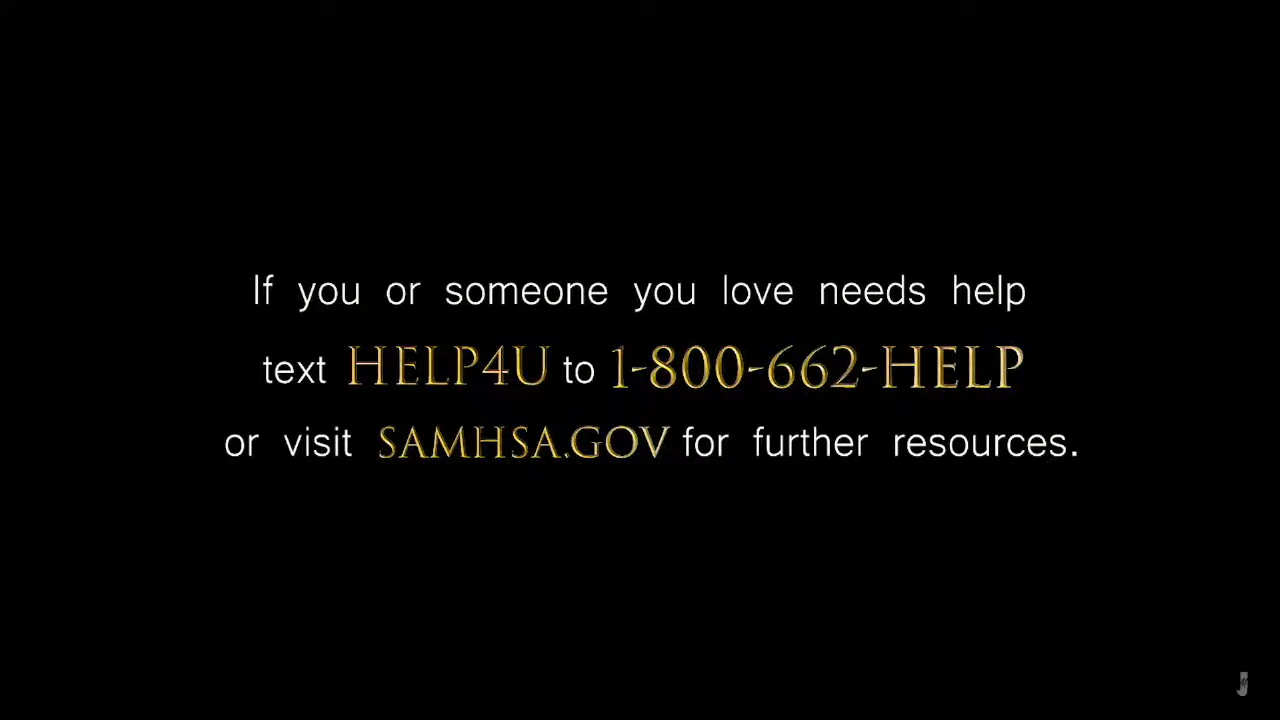 If you or someone you love needs help
text HELP4U to 1-800-662-HELP
or visit SAMHSA.GOV for further resources.
J